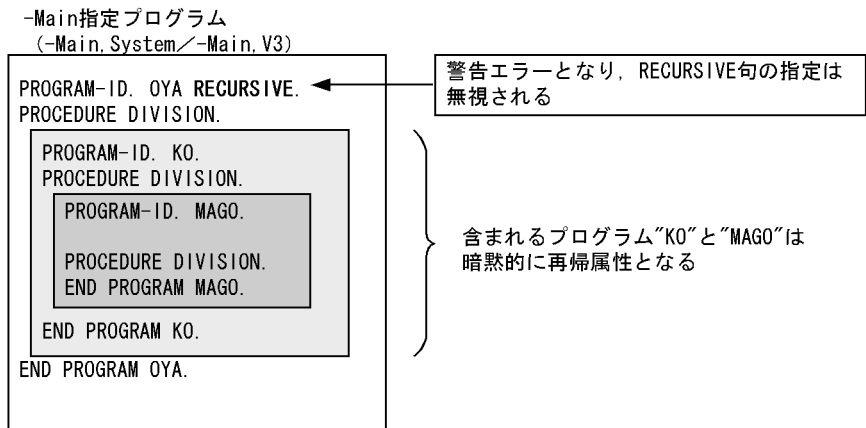 -Main指定プログラム
(-Main,System／-Main,V3)
PROGRAM-ID. OYA RECURSIVE.
PROCEDURE DIVISION.
PROGRAM-ID. KO.
PROCEDURE DIVISION.
PROGRAM-ID. MAGO.
PROCEDURE DIVISION.
END PROGRAM MAGO.
END PROGRAM KO.
END PROGRAM OYA.
警告エラーとなり，RECURSIVE句の指定は
無視される
含まれるプログラム"KO"と"MAGO"は
暗黙的に再帰属性となる